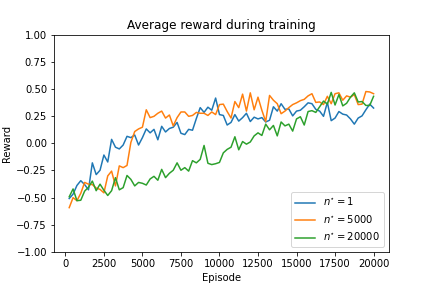 Average reward during training
1.00
0.75
0.50
0.25
0.00
−0.25
−0.50
−0.75
−1.00
Reward
n* = 1
n* = 5000
n* = 20000
0 2500 5000 7500 10000 12500 15000 17500 20000
Episode